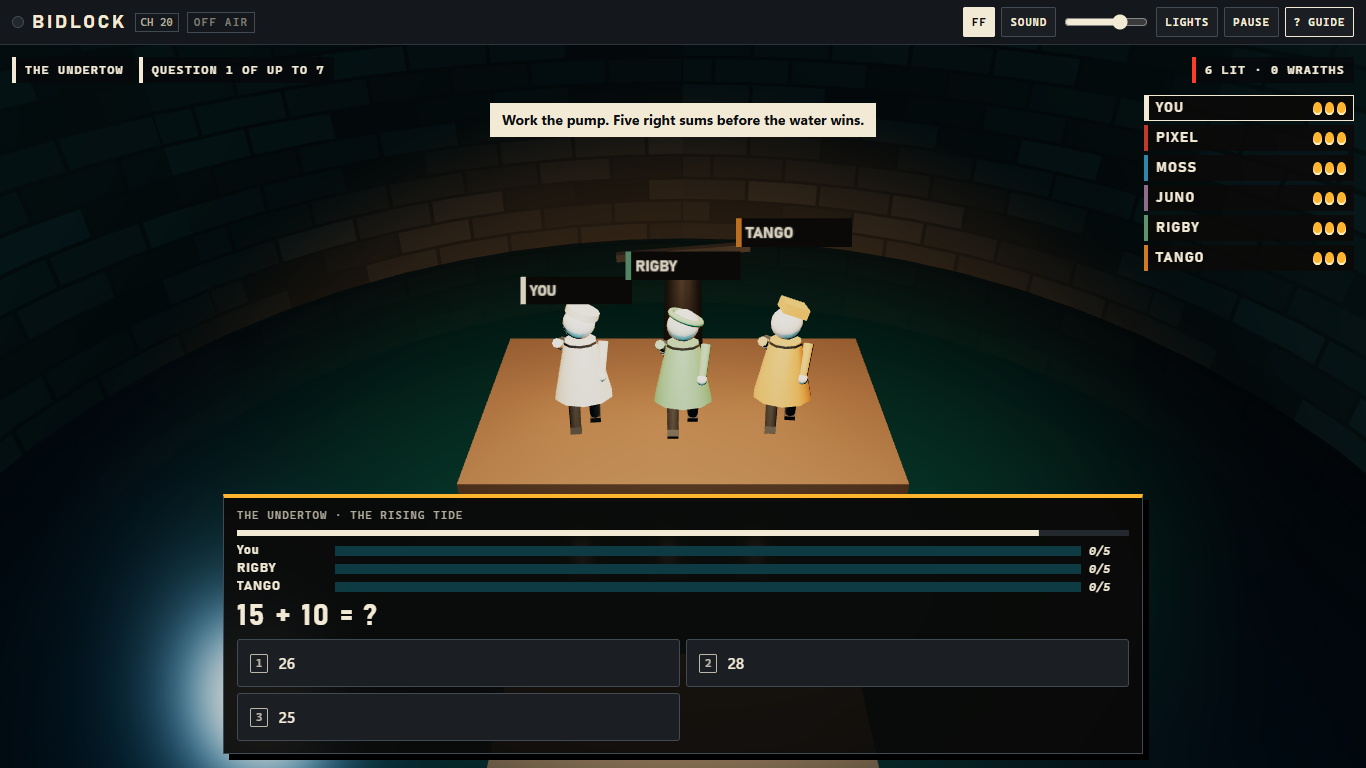 BIDLOCK CH 20 OFF AIR FF SOUND LIGHTS PAUSE ? GUIDE
THE UNDERTOW QUESTION 1 OF UP TO 7 6 LIT · 0 WRAITHS
Work the pump. Five right sums before the water wins.
YOU
PIXEL
MOSS
JUNO
RIGBY
TANGO
TANGO
RIGBY
YOU
THE UNDERTOW · THE RISING TIDE
You 0/5
RIGBY 0/5
TANGO 0/5
15 + 10 = ?
1 26
2 28
3 25